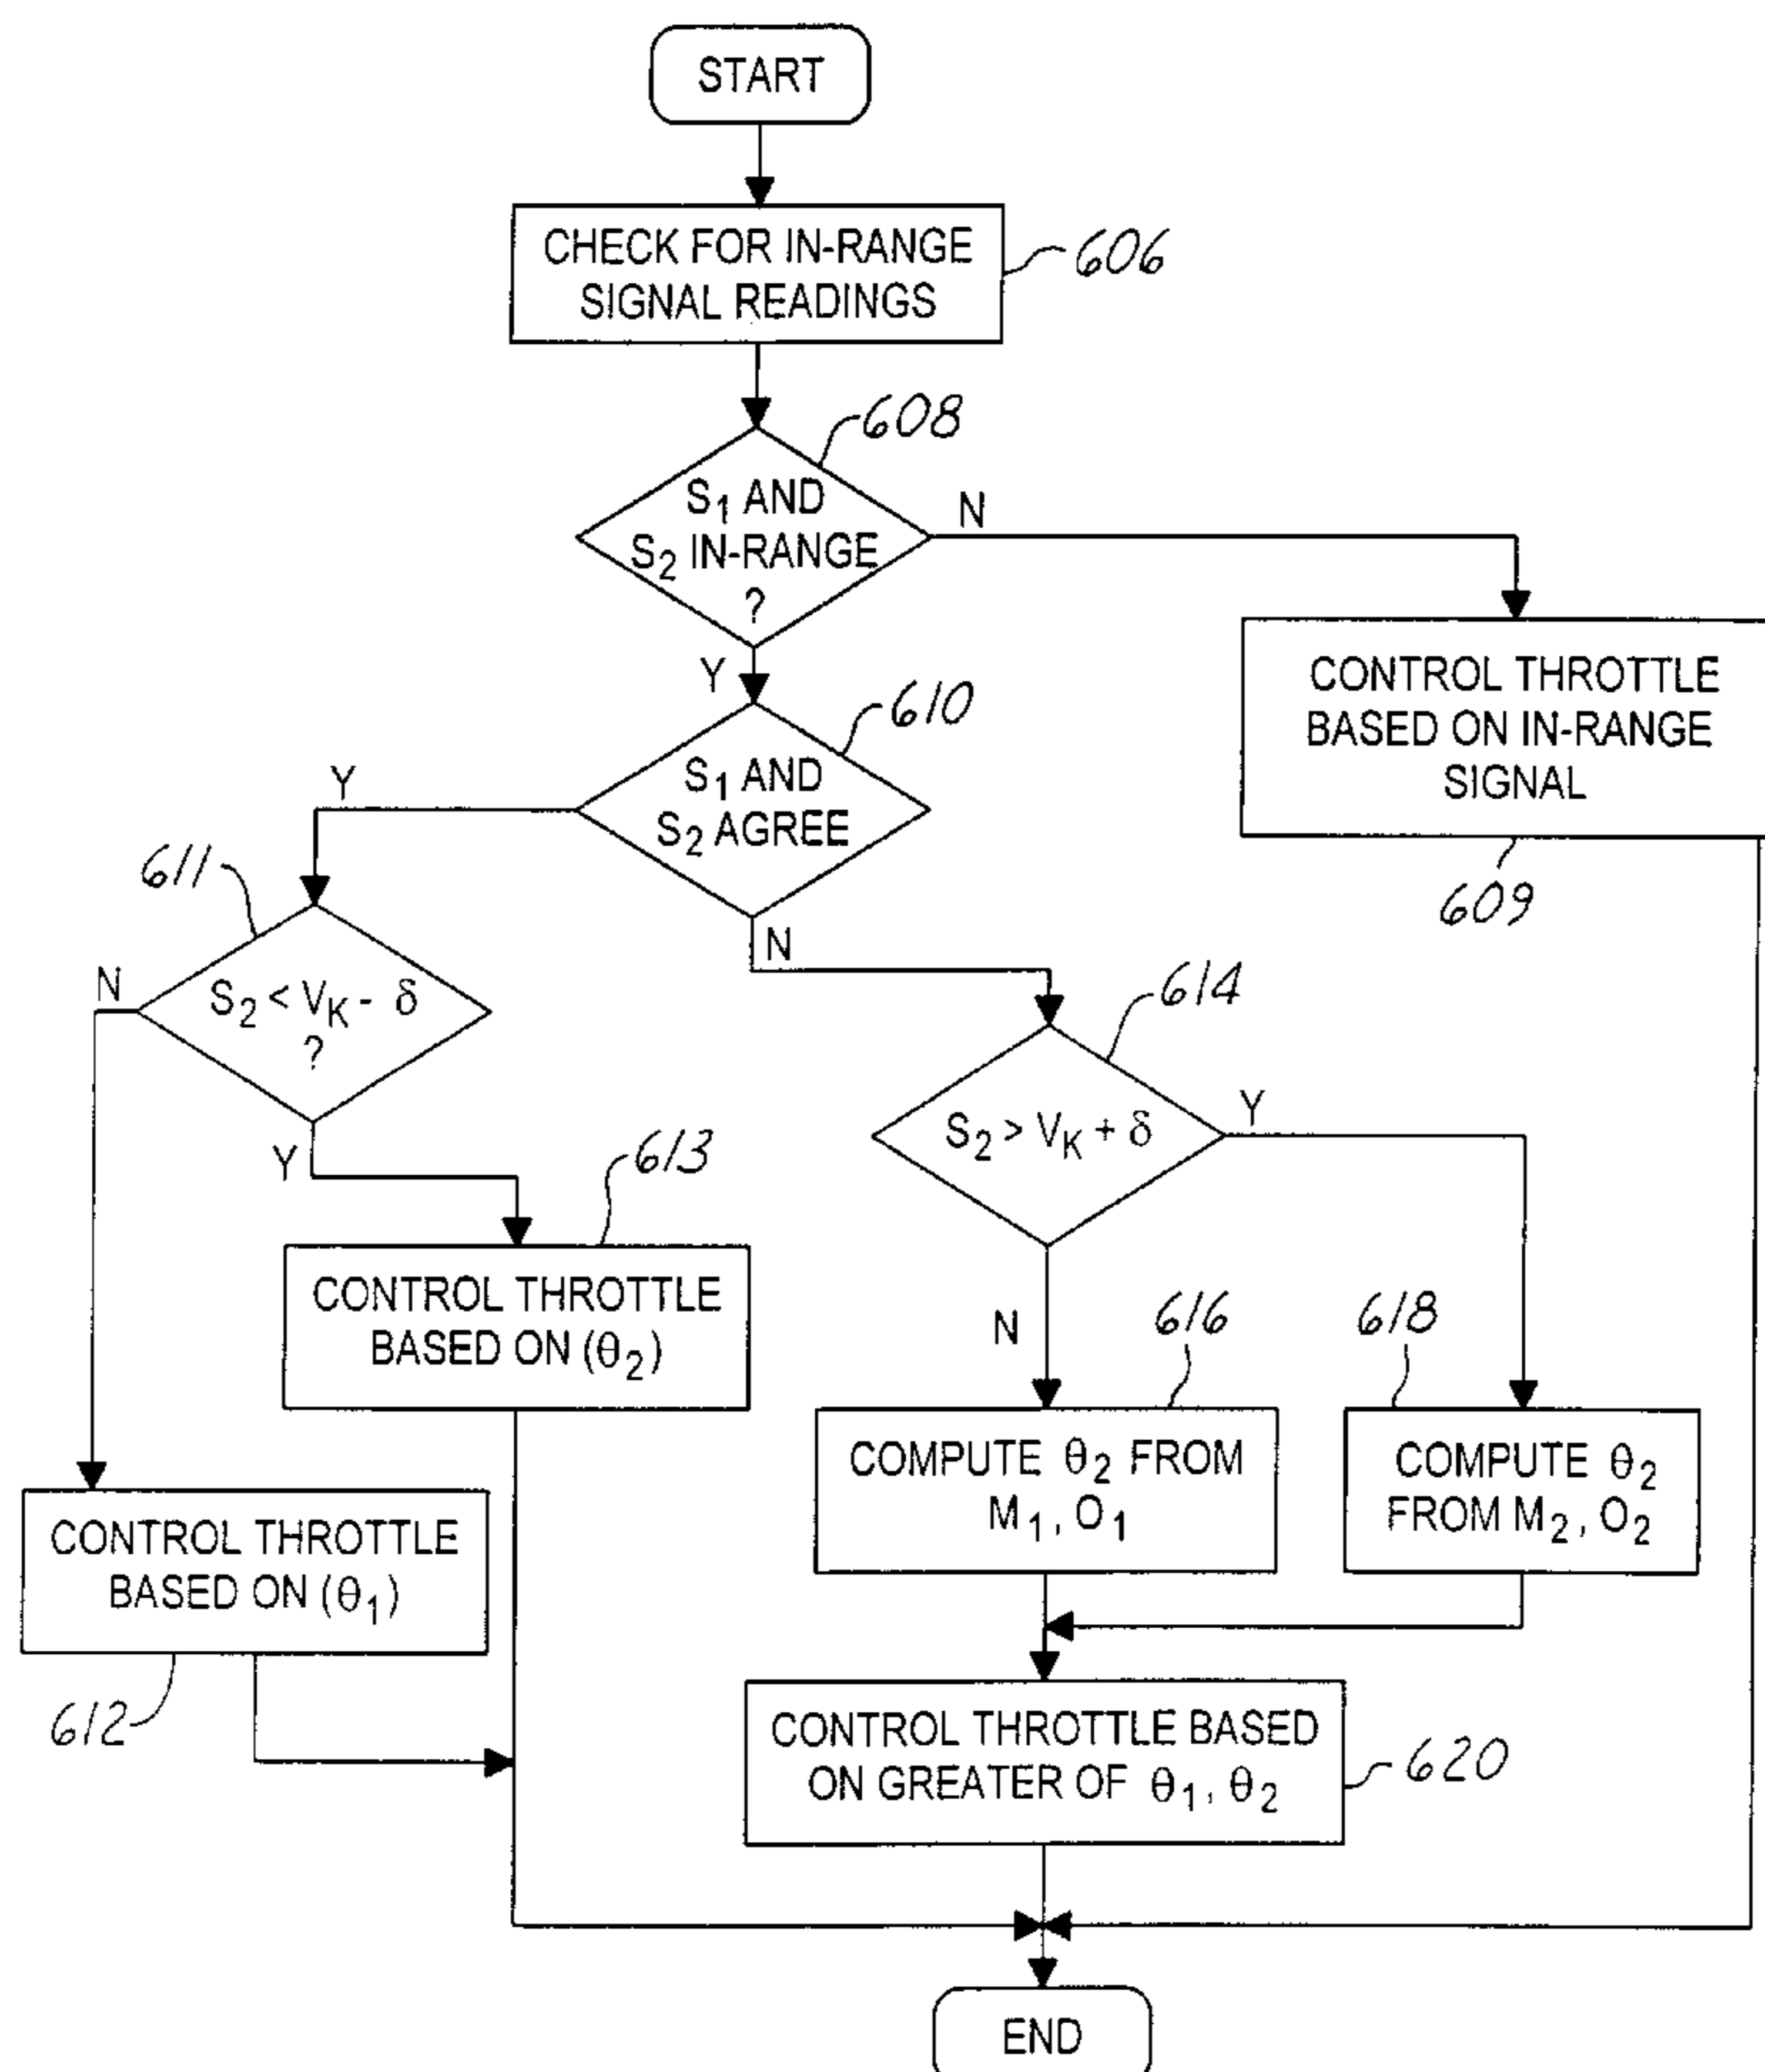 START
CHECK FOR IN-RANGE
SIGNAL READINGS
606
608
S₁ AND
S₂ IN-RANGE
?
N
Y
CONTROL THROTTLE
BASED ON IN-RANGE
SIGNAL
609
610
S₁ AND
S₂ AGREE
Y
N
611
S₂ < V_K - δ
?
N
Y
614
S₂ > V_K + δ
Y
N
613
CONTROL THROTTLE
BASED ON (θ₂)
616
COMPUTE θ₂ FROM
M₁, O₁
618
COMPUTE θ₂
FROM M₂, O₂
CONTROL THROTTLE
BASED ON (θ₁)
612
CONTROL THROTTLE BASED
ON GREATER OF θ₁, θ₂
620
END